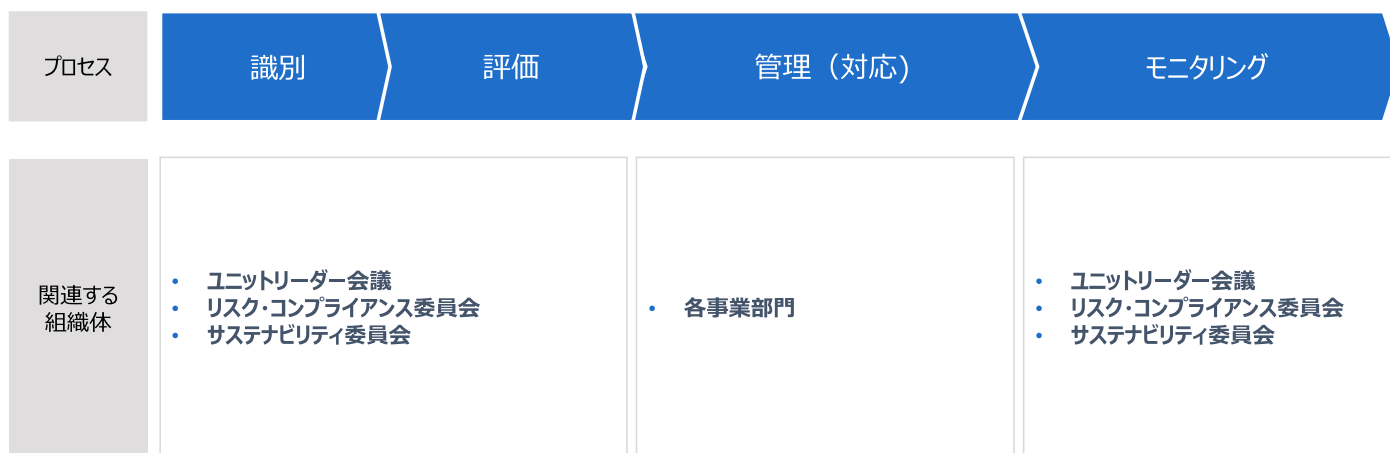 プロセス
識別
評価
管理（対応)
モニタリング
関連する
組織体
• ユニットリーダー会議
• リスク・コンプライアンス委員会
• サステナビリティ委員会
• 各事業部門
• ユニットリーダー会議
• リスク・コンプライアンス委員会
• サステナビリティ委員会